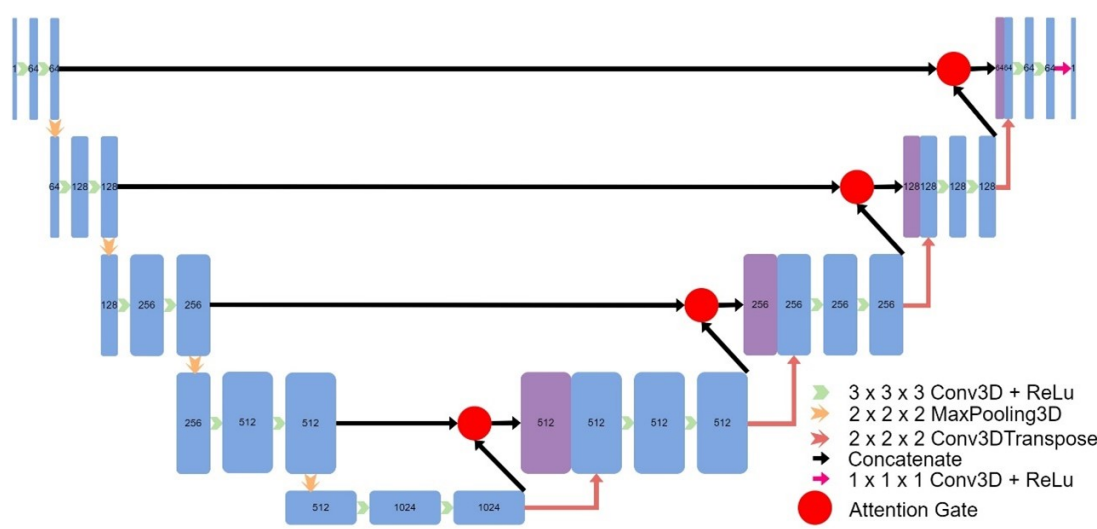 1 64 64
64 64 64 64 1
64 128 128
128 128 128 128
128 256 256
256 256 256 256
256 512 512
512 512 512 512
512 1024 1024
3 x 3 x 3 Conv3D + ReLu
2 x 2 x 2 MaxPooling3D
2 x 2 x 2 Conv3DTranspose
Concatenate
1 x 1 x 1 Conv3D + ReLu
Attention Gate